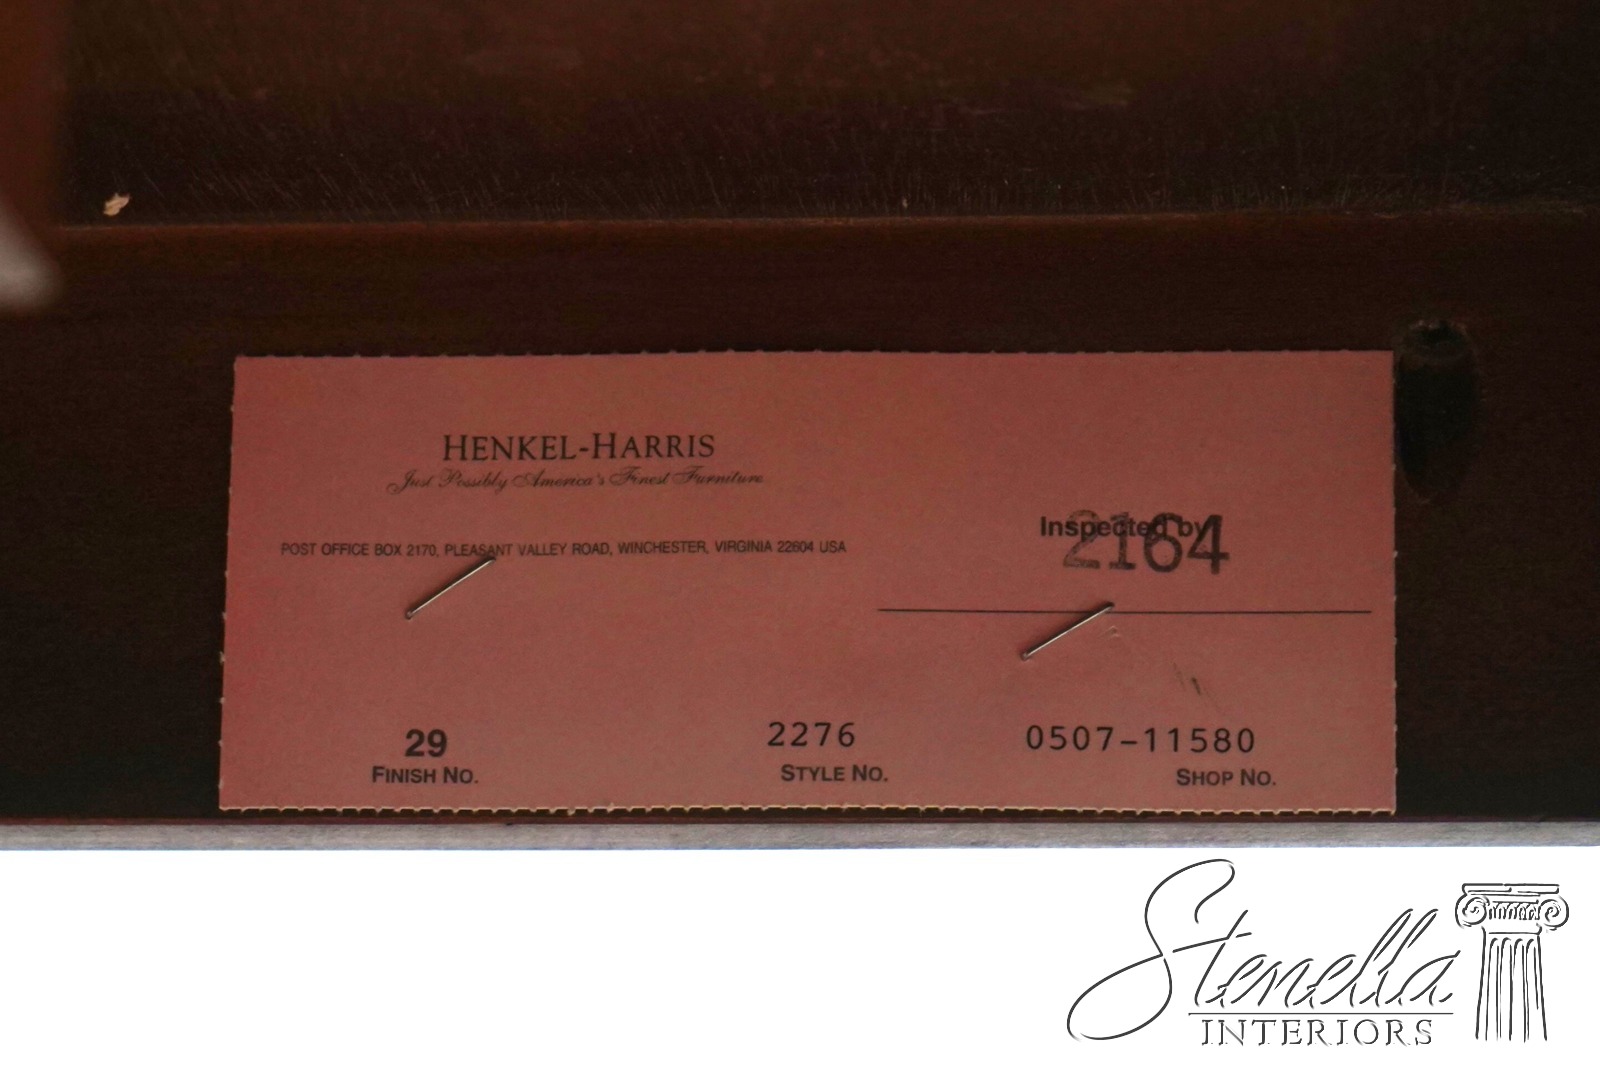 HENKEL-HARRIS
Just Possibly America's Finest Furniture
POST OFFICE BOX 2170, PLEASANT VALLEY ROAD, WINCHESTER, VIRGINIA 22604 USA
Inspected by
2164
29
FINISH NO.
2276
STYLE NO.
0507-11580
SHOP NO.
Stenella
INTERIORS